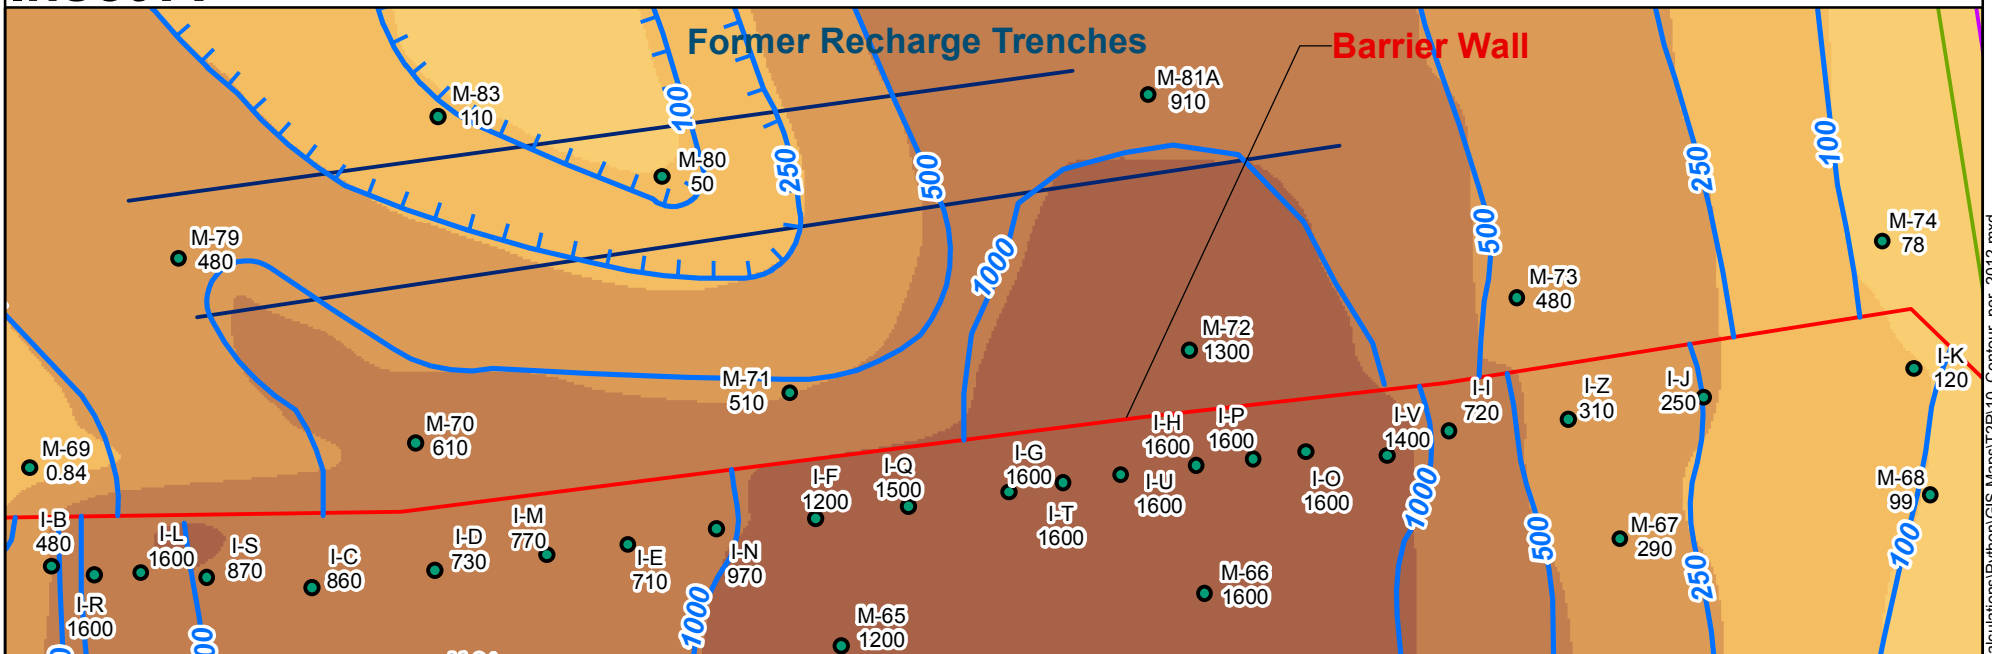 Former Recharge Trenches
Barrier Wall
M-83
110
100
M-80
50
250
500
M-81A
910
250
100
M-79
480
1000
500
M-74
78
M-73
480
M-72
1300
M-71
510
M-70
610
M-69
0.84
I-K
120
I-J
250
I-Z
310
I-I
720
I-V
1400
I-P
1600
I-H
1600
I-G
1600
I-Q
1500
I-F
1200
I-U
1600
I-O
1600
I-T
1600
1000
M-68
99
M-67
290
500
250
100
I-B
480
I-L
1600
I-S
870
I-C
860
I-D
730
I-M
770
I-E
710
I-N
970
I-R
1600
1000
M-65
1200
M-66
1600